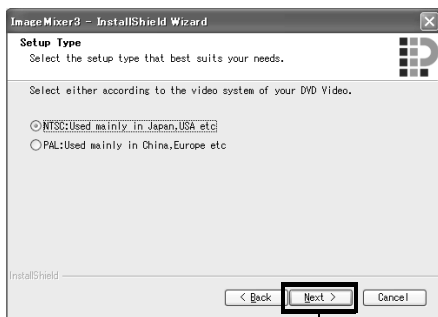 ImageMixer3 - InstallShield Wizard
Setup Type
Select the setup type that best suits your needs.
Select either according to the video system of your DVD Video.
NTSC:Used mainly in Japan,USA etc
PAL:Used mainly in China,Europe etc
InstallShield
< Back
Next >
Cancel